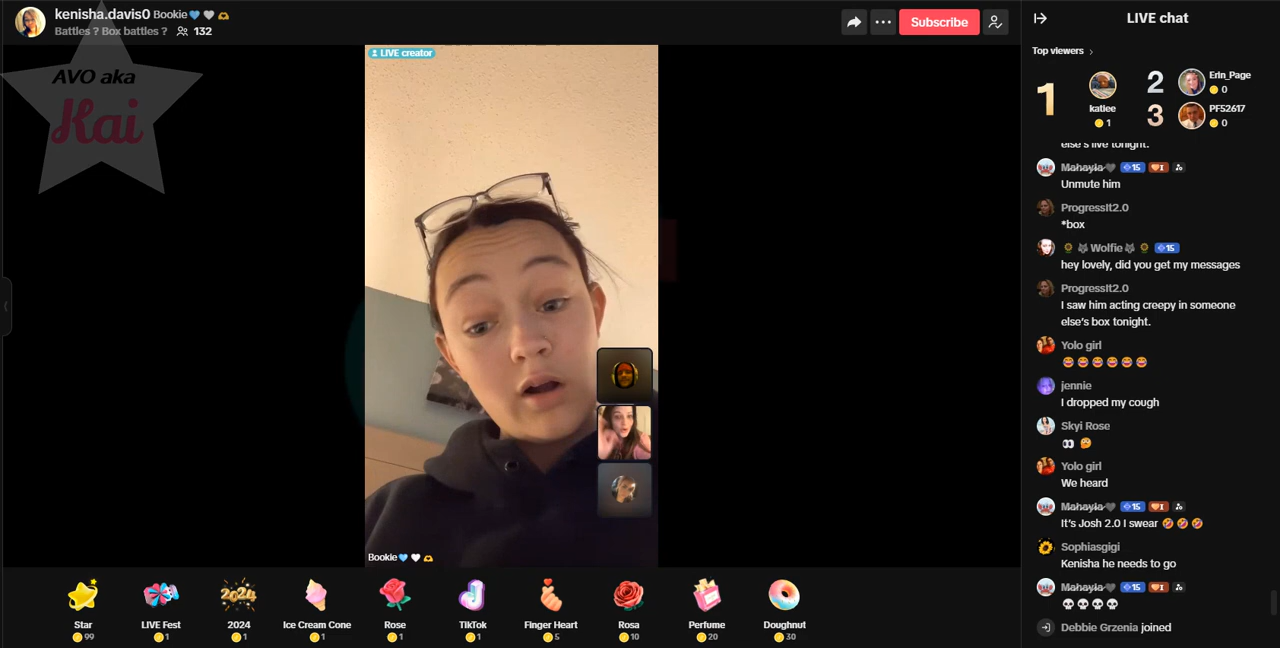 kenisha.davis0 Bookie🩵🤍🫶
Battles ? Box battles ? 132
Subscribe
AVO aka
Kai
LIVE creator
Bookie🩵🤍🫶
Star
99
LIVE Fest
1
2024
2024
1
Ice Cream Cone
1
Rose
1
TikTok
1
Finger Heart
5
Rosa
10
Perfume
20
Doughnut
30
LIVE chat
Top viewers
1
katlee
1
2
Erin_Page
0
3
PF52617
0
else's live tonight.
Mahayla🖤 15 I
Unmute him
ProgressIt2.0
*box
🌻🐺Wolfie🐺🌻 15
hey lovely, did you get my messages
ProgressIt2.0
I saw him acting creepy in someone
else's box tonight.
Yolo girl
😂😂😂😂😂😂
jennie
I dropped my cough
Skyi Rose
👀 🤔
Yolo girl
We heard
Mahayla🖤 15 I
It's Josh 2.0 I swear 🤣🤣🤣
Sophiasgigi
Kenisha he needs to go
Mahayla🖤 15 I
💀💀💀💀
Debbie Grzenia joined